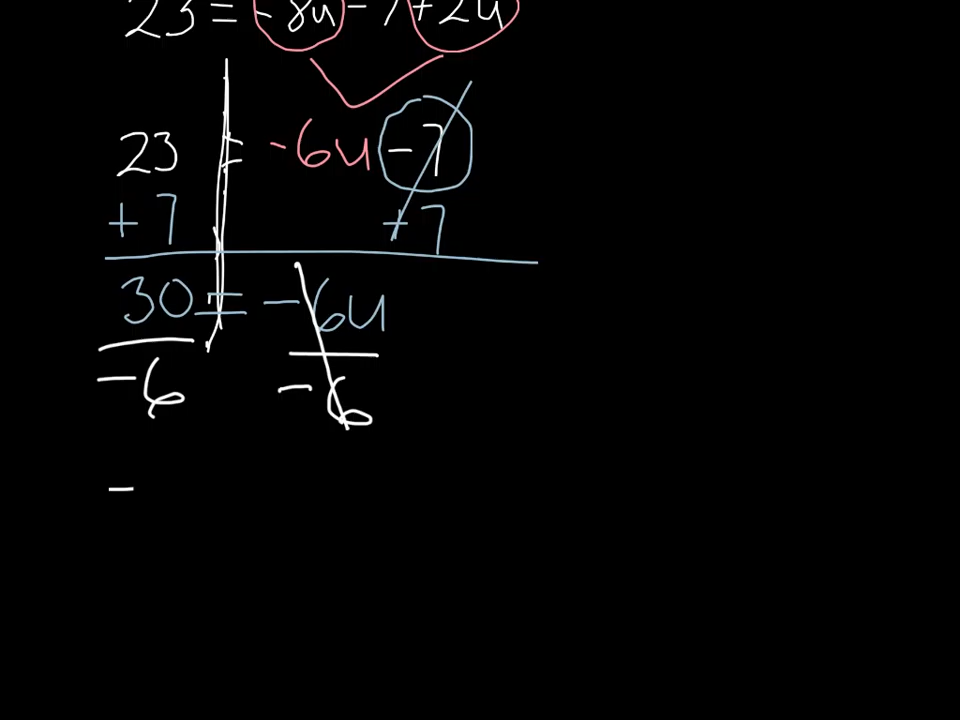 23 = -8u - 7 + 2u
23 = -6u - 7
+ 7 + 7
30 = -6u
-6 -6
-